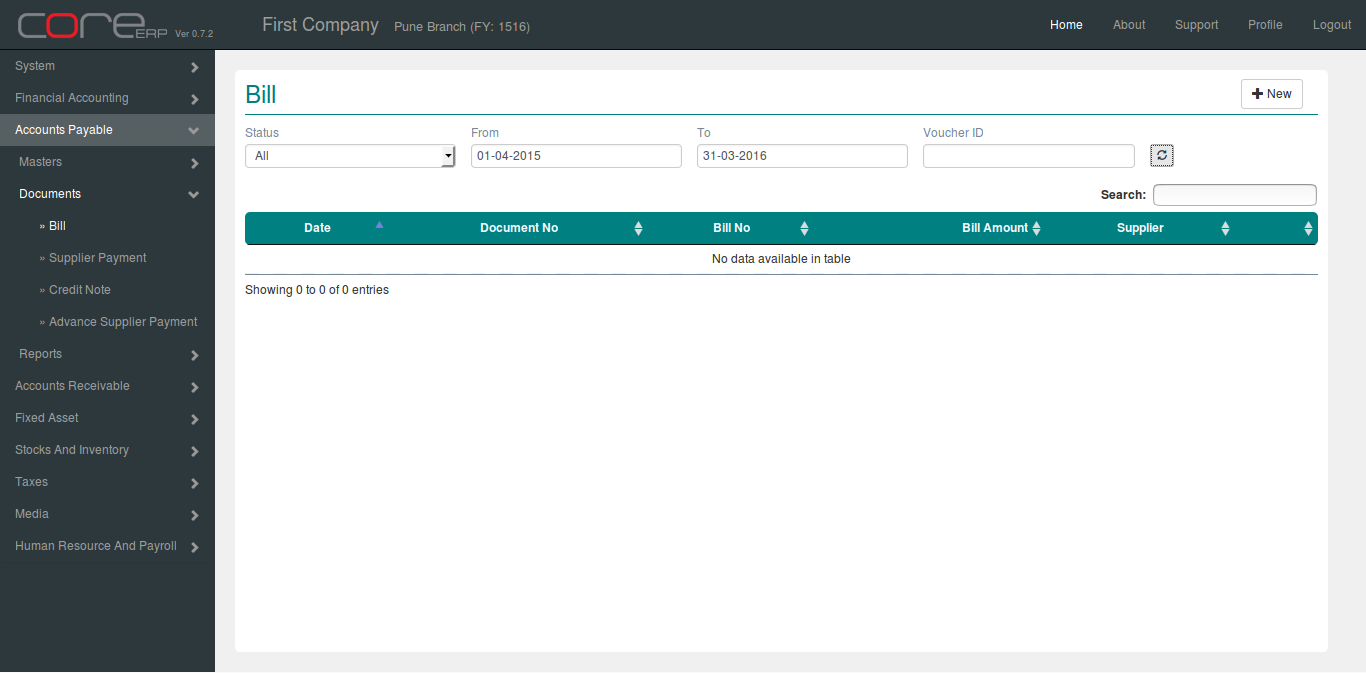 core ERP Ver 0.7.2 First Company Pune Branch (FY: 1516) Home About Support Profile Logout
System
Financial Accounting
Accounts Payable
Masters
Documents
» Bill
» Supplier Payment
» Credit Note
» Advance Supplier Payment
Reports
Accounts Receivable
Fixed Asset
Stocks And Inventory
Taxes
Media
Human Resource And Payroll
Bill New
Status From To Voucher ID
All 01-04-2015 31-03-2016
Search:
Date Document No Bill No Bill Amount Supplier
No data available in table
Showing 0 to 0 of 0 entries